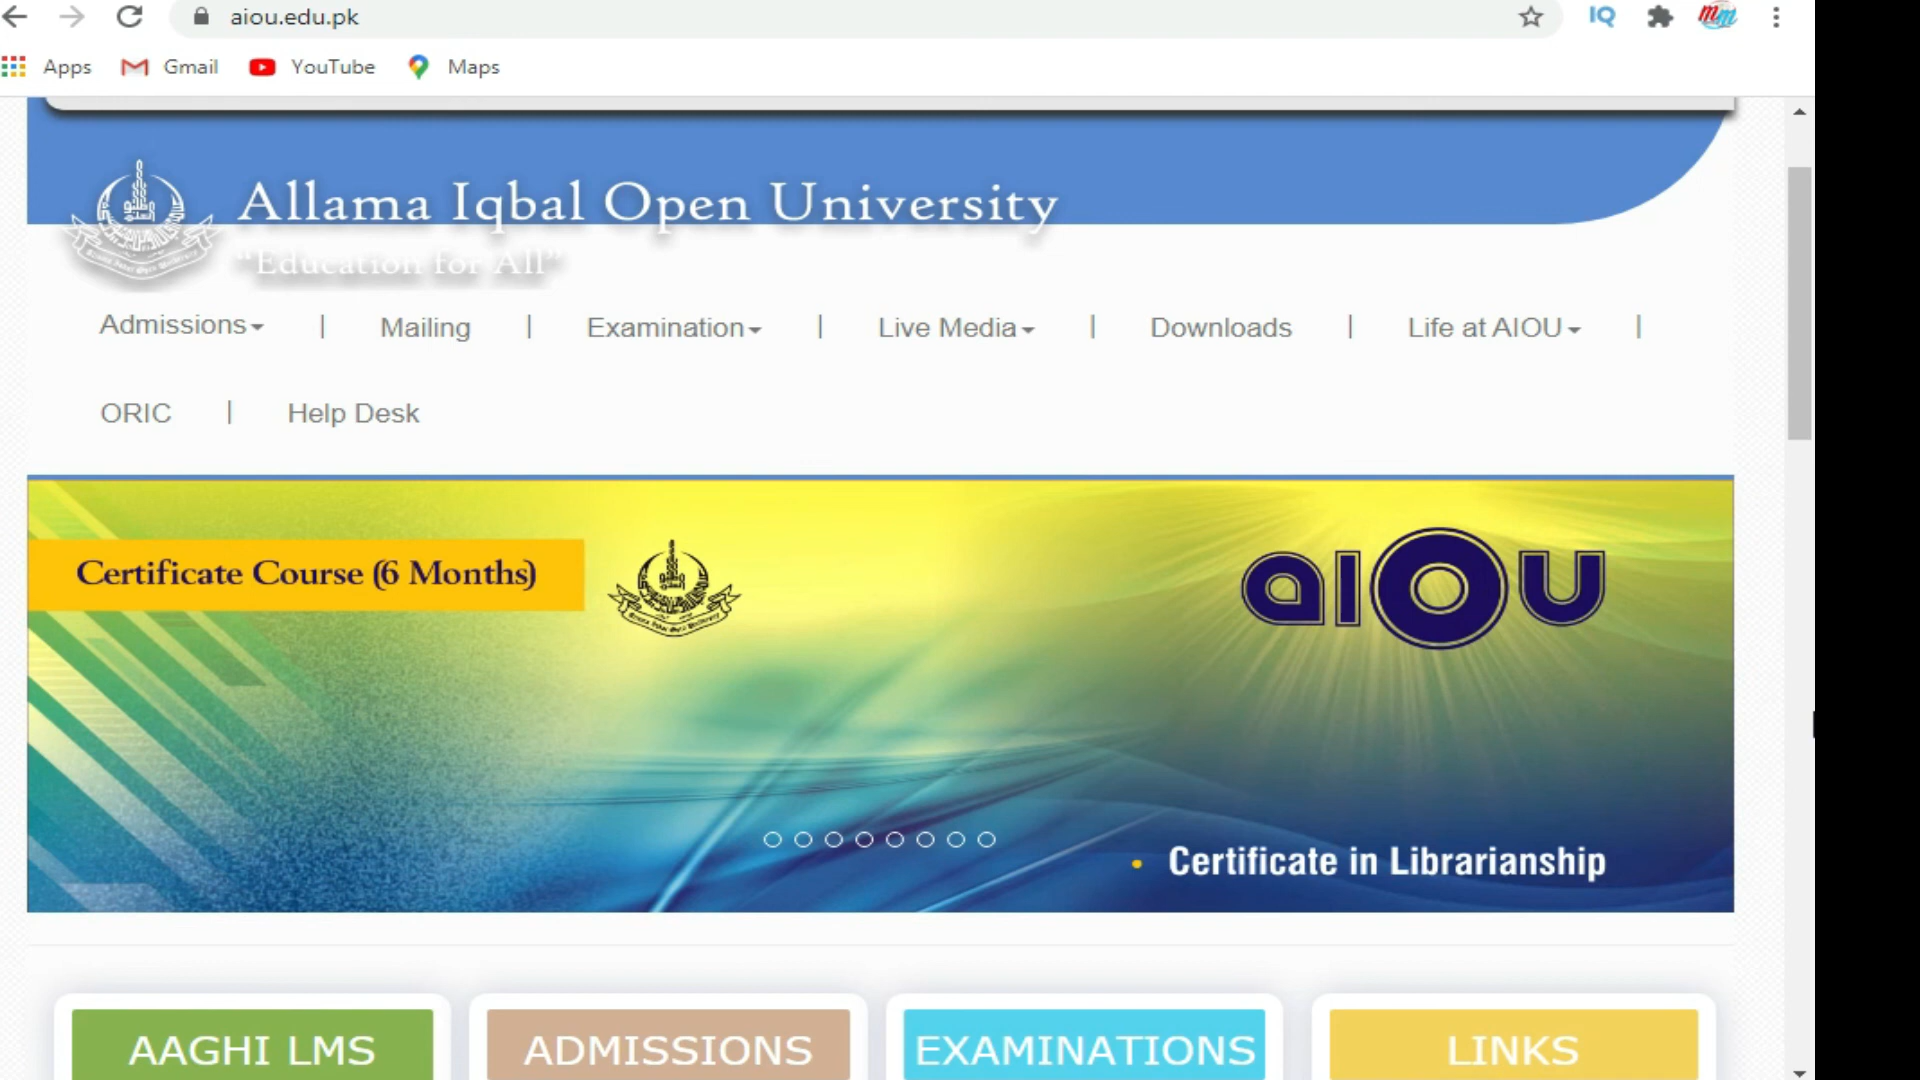 aiou.edu.pk
IQ
Apps Gmail YouTube Maps
Allama Iqbal Open University
"Education for All"
Admissions | Mailing | Examination | Live Media | Downloads | Life at AIOU |
ORIC | Help Desk
Certificate Course (6 Months)
aiou
• Certificate in Librarianship
AAGHI LMS ADMISSIONS EXAMINATIONS LINKS